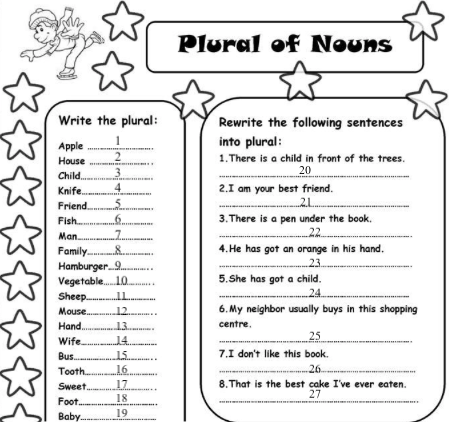 Plural of Nouns
Write the plural:
Apple ..................1..................
House ..................2..................
Child..................3..................
Knife..................4..................
Friend..................5..................
Fish..................6..................
Man..................7..................
Family..................8..................
Hamburger..9..................
Vegetable....10..................
Sheep..........11..................
Mouse..........12..................
Hand..........13..................
Wife..........14..................
Bus..........15..................
Tooth..........16..................
Sweet..........17..................
Foot..........18..................
Baby..........19..................
Rewrite the following sentences
into plural:
1.There is a child in front of the trees.
20
2.I am your best friend.
21
3.There is a pen under the book.
22
4.He has got an orange in his hand.
23
5.She has got a child.
24
6.My neighbor usually buys in this shopping
centre.
25
7.I don't like this book.
26
8.That is the best cake I've ever eaten.
27